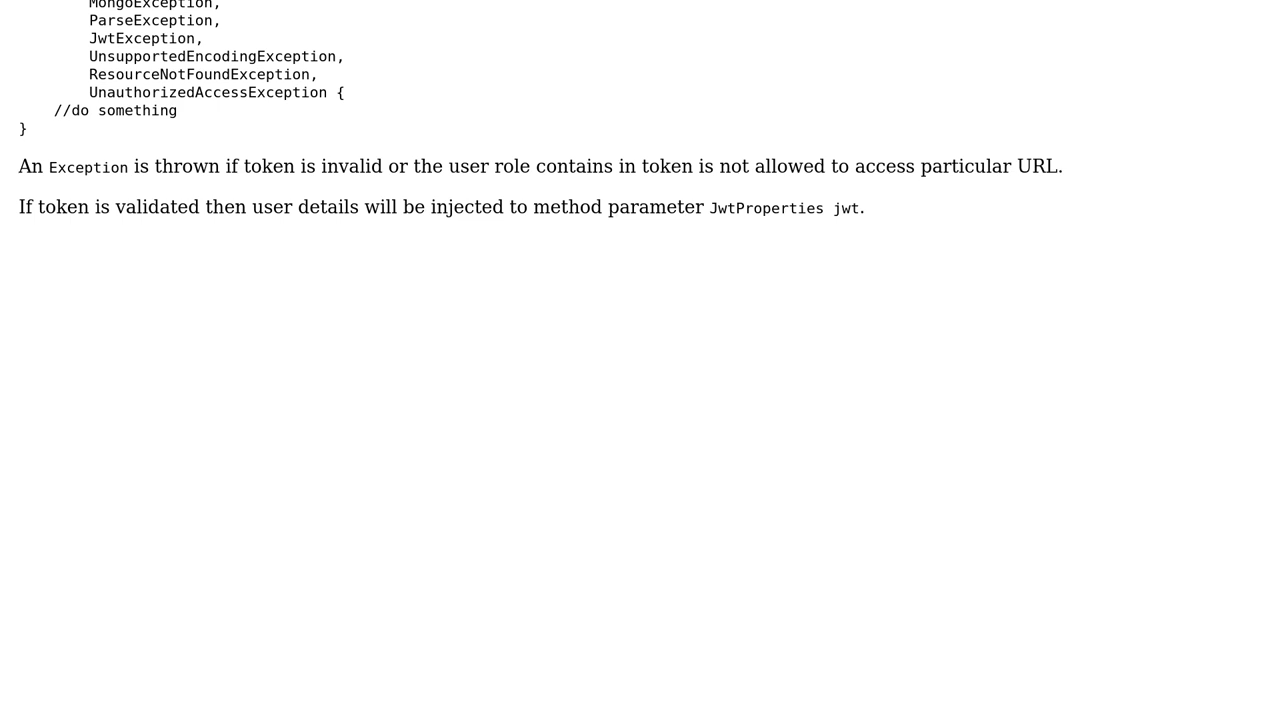 MongoException,
ParseException,
JwtException,
UnsupportedEncodingException,
ResourceNotFoundException,
UnauthorizedAccessException {
//do something
}
An Exception is thrown if token is invalid or the user role contains in token is not allowed to access particular URL.
If token is validated then user details will be injected to method parameter JwtProperties jwt.